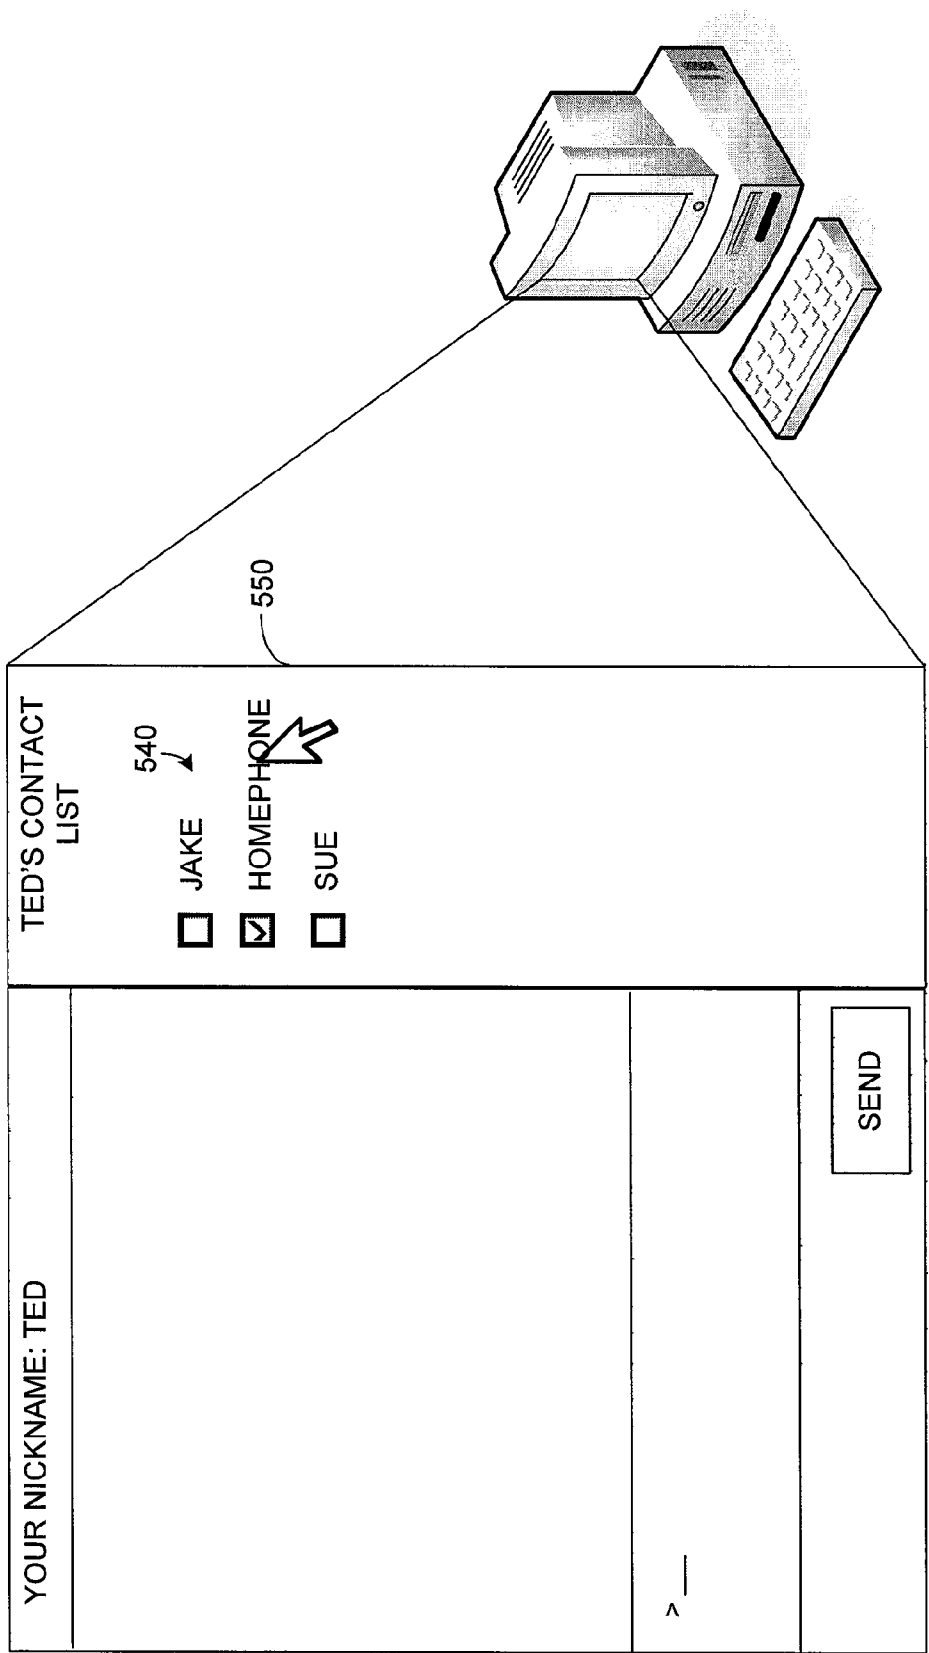 YOUR NICKNAME: TED
TED'S CONTACT
LIST
540
JAKE
HOMEPHONE
SUE
550
>_
SEND